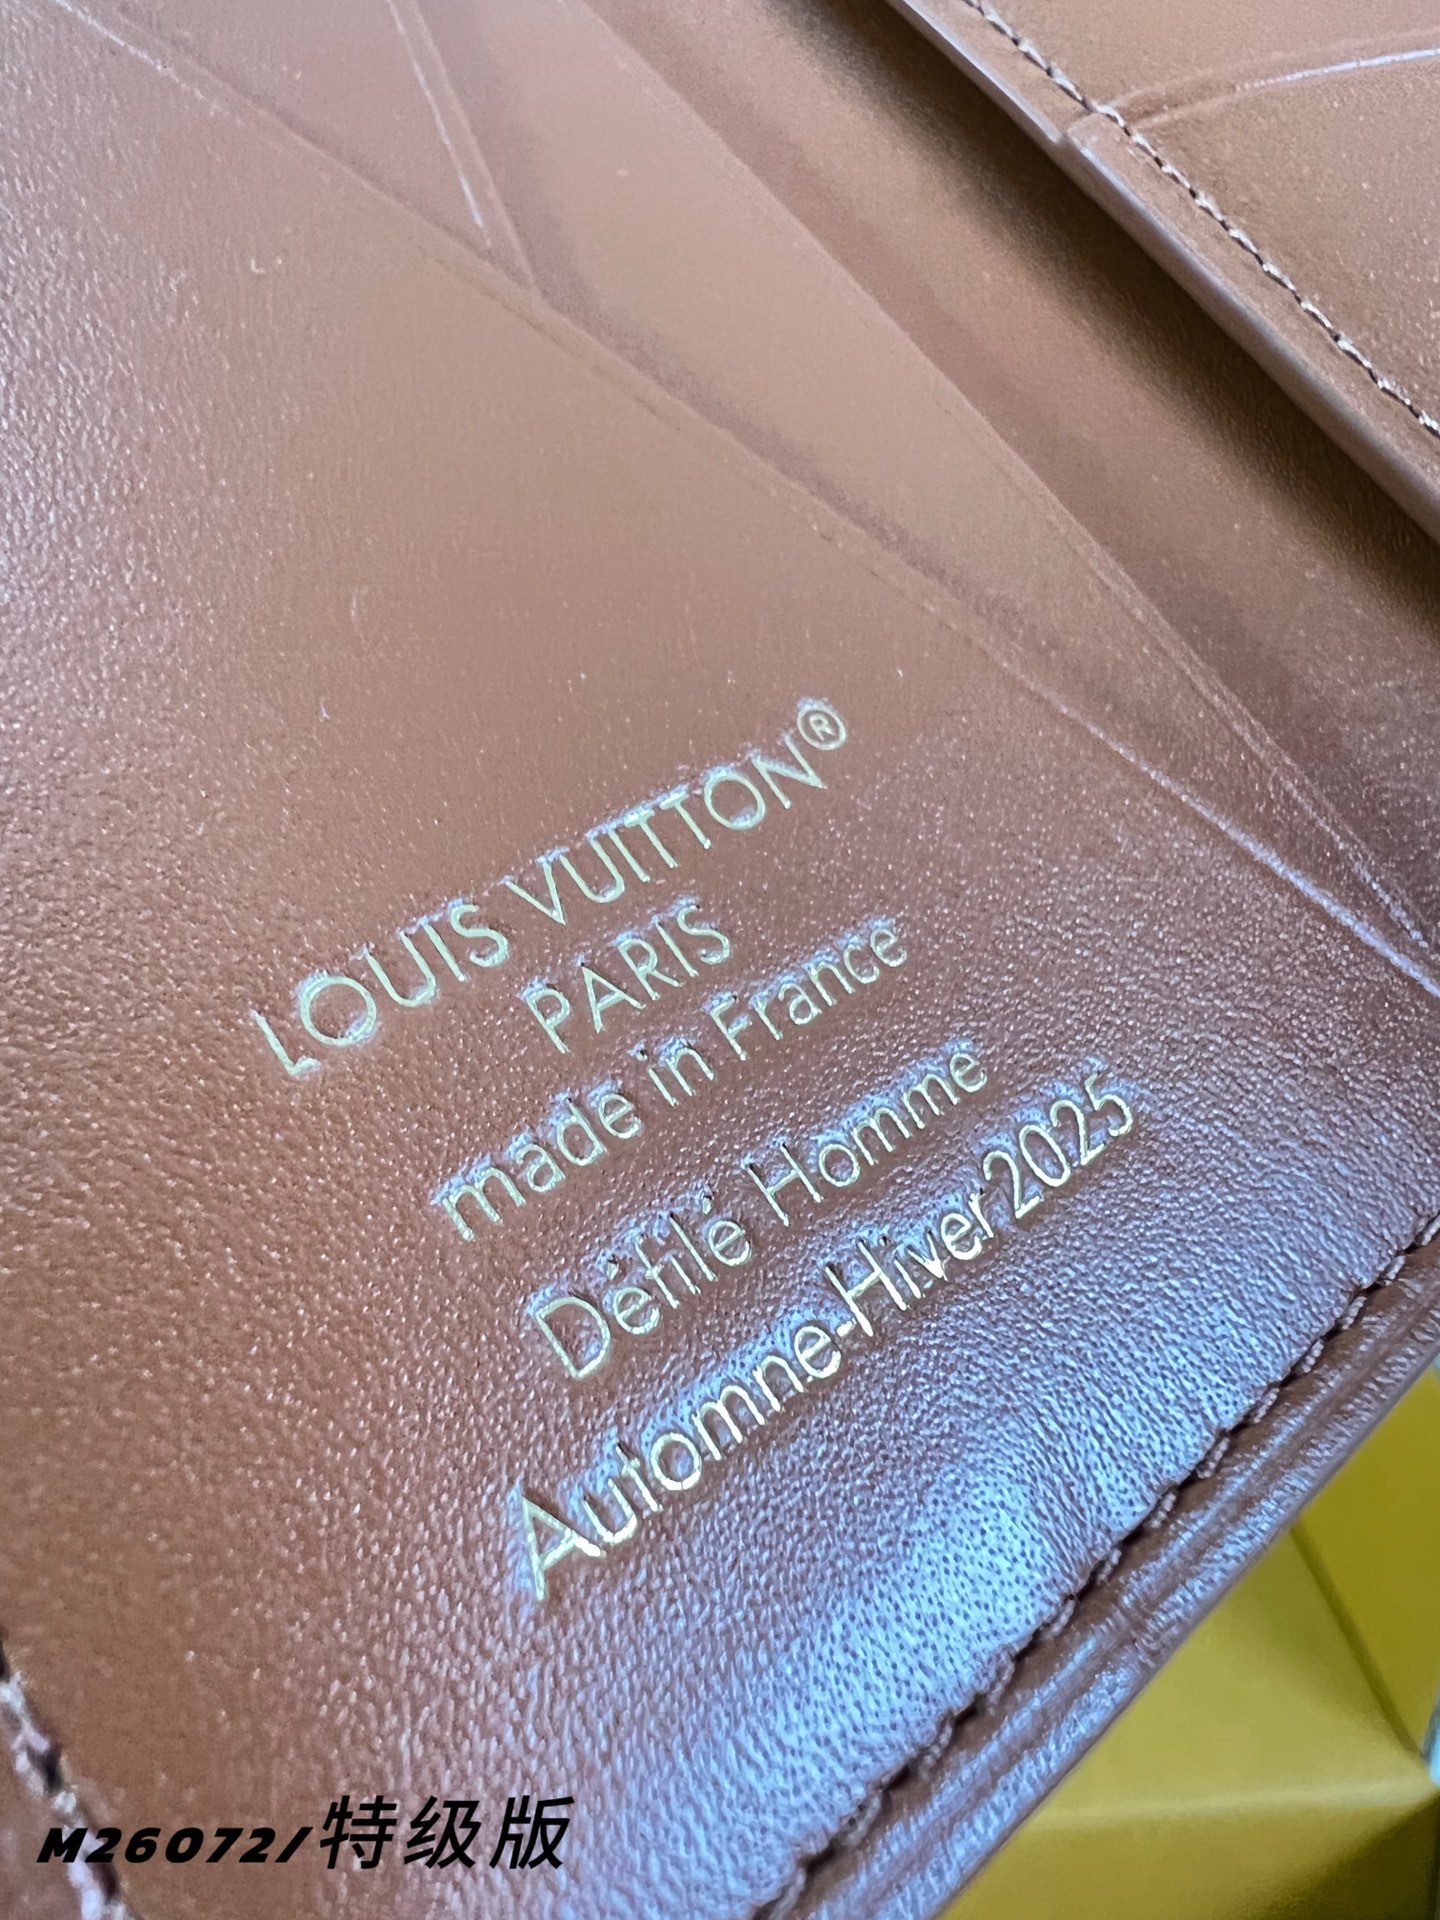 LOUIS VUITTON®
PARIS
made in France
Défilé Homme
Automne-Hiver 2025
M26072/特级版